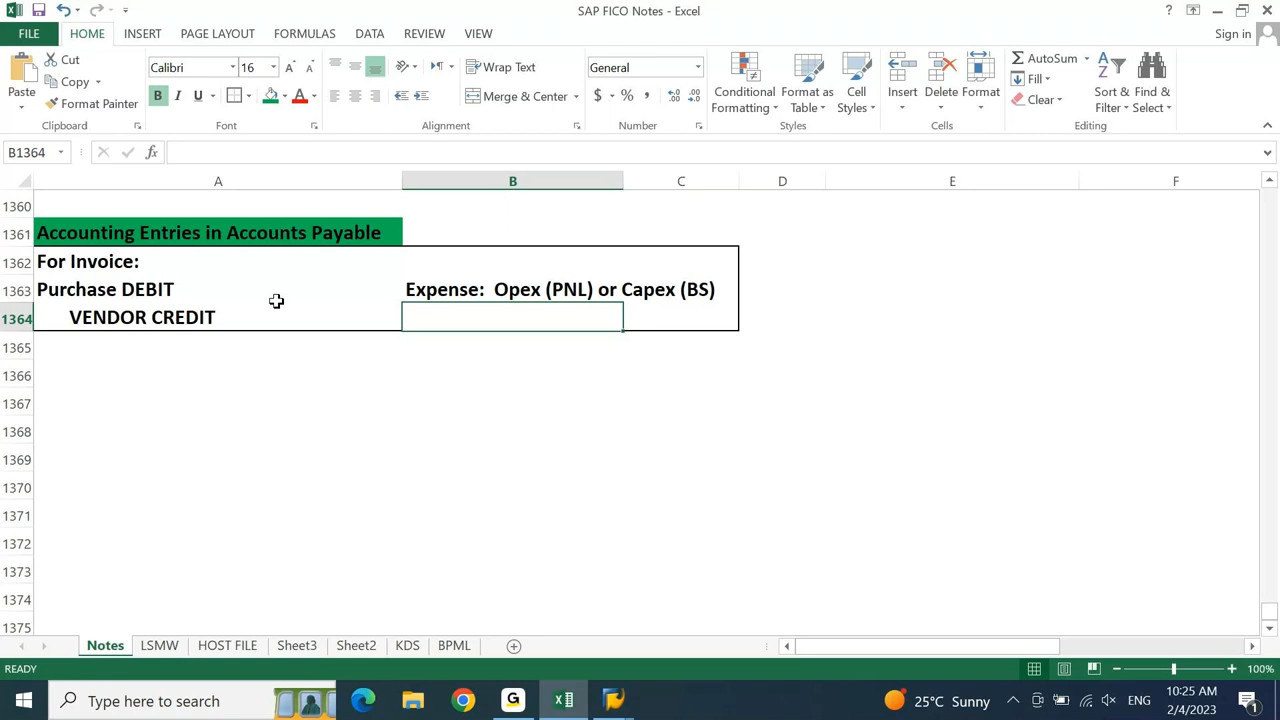 SAP FICO Notes - Excel
?
FILE HOME INSERT PAGE LAYOUT FORMULAS DATA REVIEW VIEW Sign in
Paste
Cut
Copy
Format Painter
Clipboard
Calibri 16
B I U
Font
Wrap Text
Merge & Center
Alignment
General
$ % ,
Number
Conditional Formatting
Format as Table
Cell Styles
Styles
Insert Delete Format
Cells
AutoSum
Fill
Clear
Sort & Filter
Find & Select
Editing
B1364 fx
A B C D E F
1360
1361 Accounting Entries in Accounts Payable
1362 For Invoice:
1363 Purchase DEBIT Expense: Opex (PNL) or Capex (BS)
1364 VENDOR CREDIT
1365
1366
1367
1368
1369
1370
1371
1372
1373
1374
1375
Notes LSMW HOST FILE Sheet3 Sheet2 KDS BPML
READY 100%
Type here to search
25°C Sunny
ENG
10:25 AM
2/4/2023
1